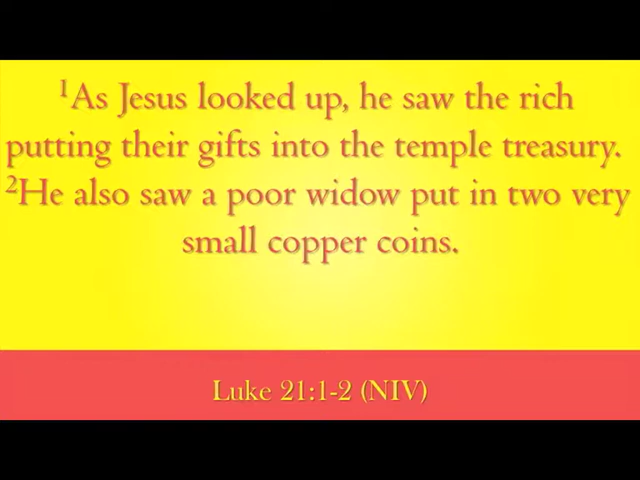 ¹As Jesus looked up, he saw the rich
putting their gifts into the temple treasury.
²He also saw a poor widow put in two very
small copper coins.
Luke 21:1-2 (NIV)